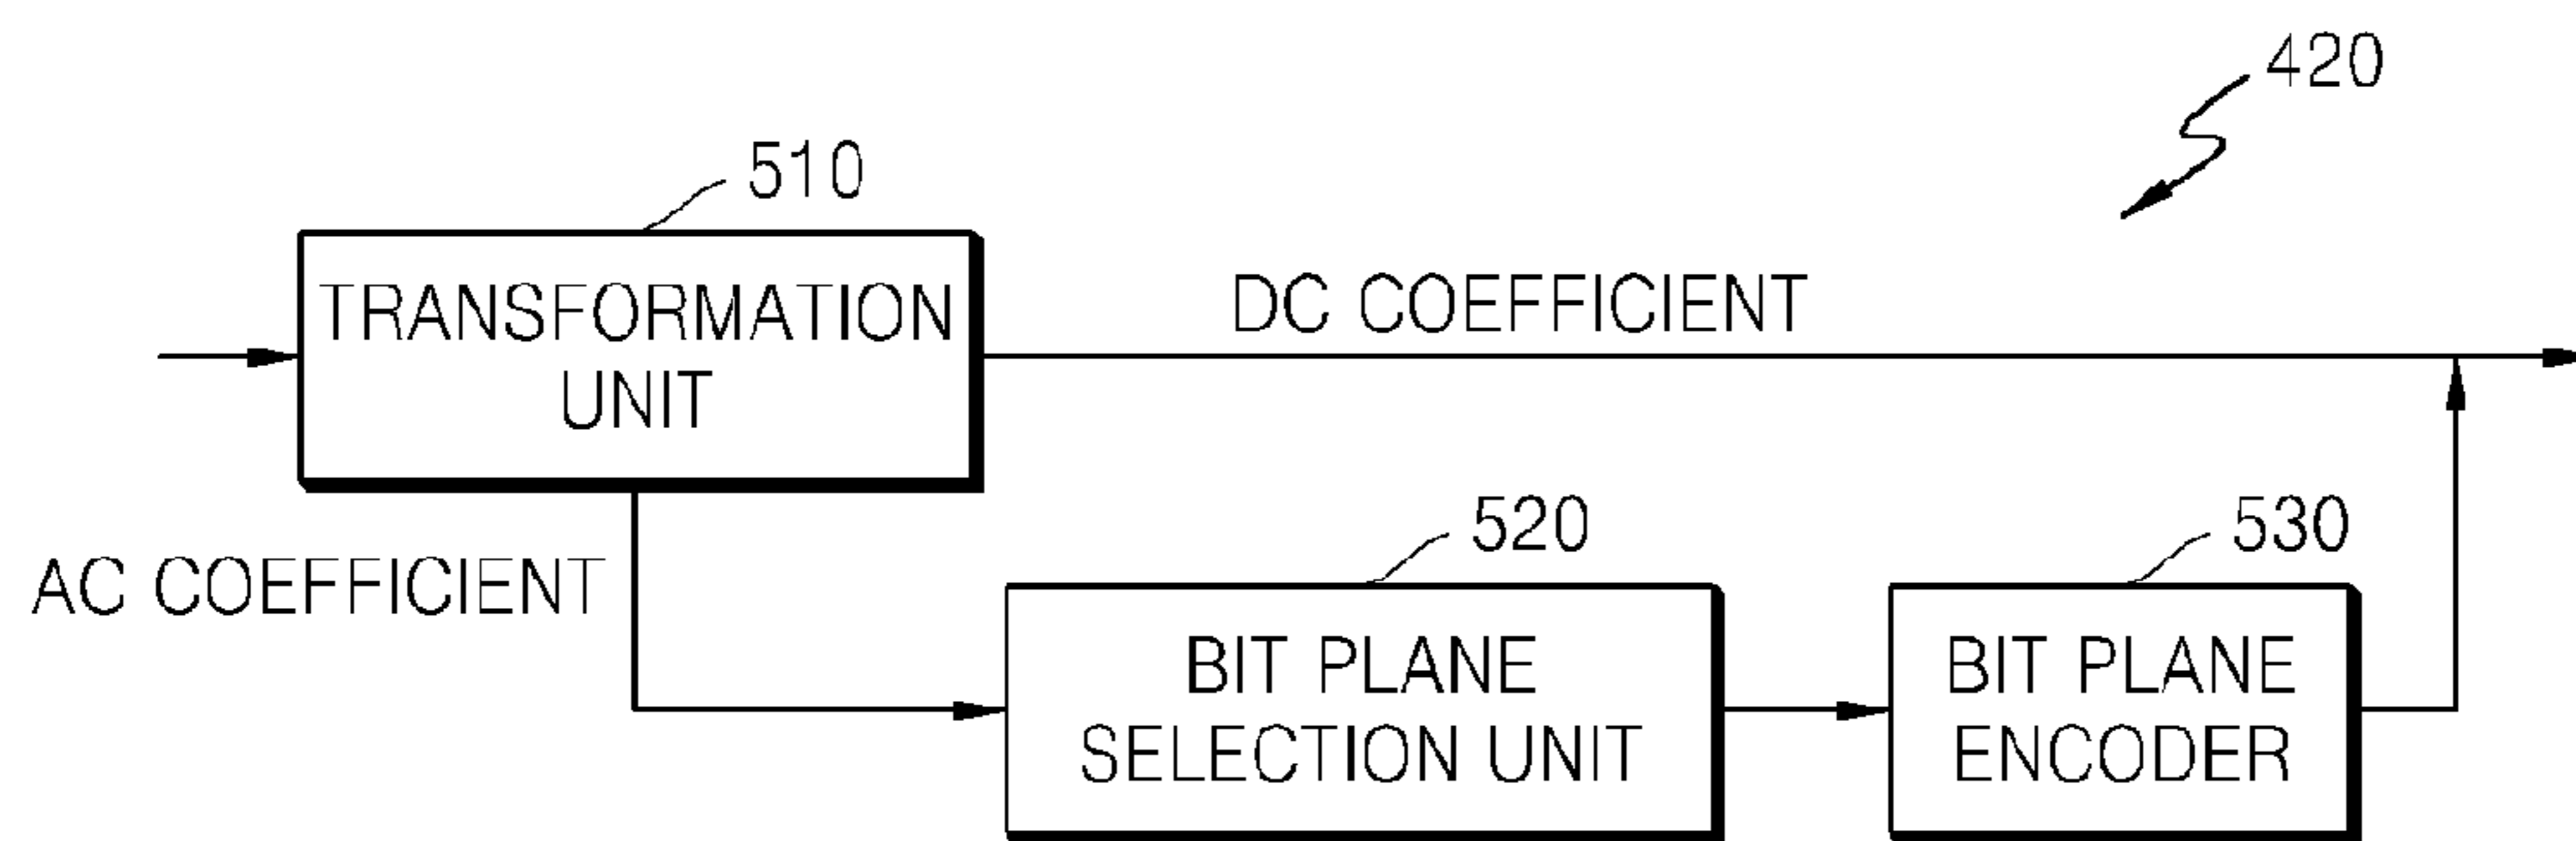 420
510
TRANSFORMATION
UNIT
DC COEFFICIENT
AC COEFFICIENT
520
530
BIT PLANE
SELECTION UNIT
BIT PLANE
ENCODER